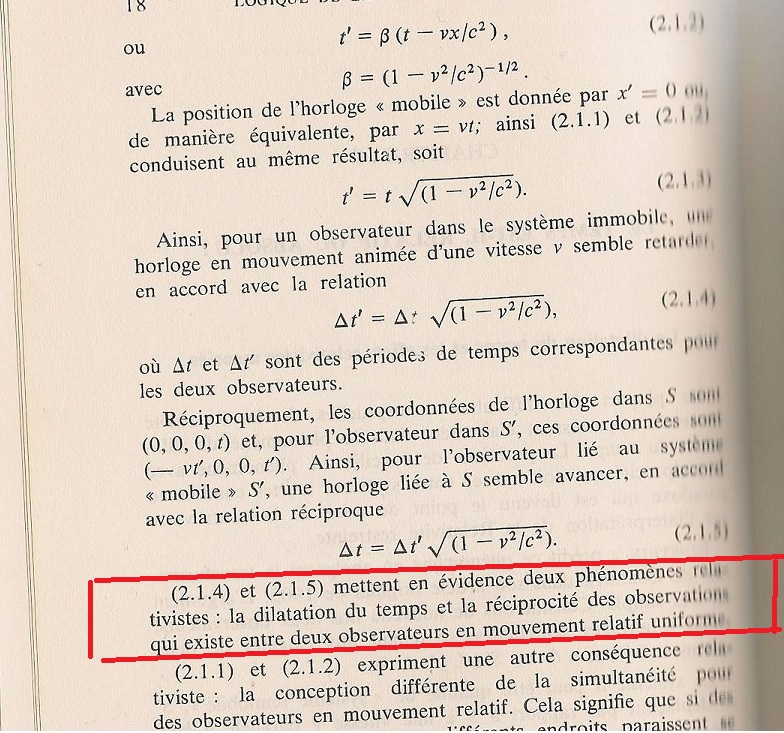 18
ou
t' = β (t — vx/c²) , (2.1.2)
avec
β = (1 — v²/c²)⁻¹/² .
La position de l'horloge « mobile » est donnée par x' = 0 ou,
de manière équivalente, par x = vt; ainsi (2.1.1) et (2.1.2)
conduisent au même résultat, soit
t' = t √(1 — v²/c²). (2.1.3)
Ainsi, pour un observateur dans le système immobile, une
horloge en mouvement animée d'une vitesse v semble retarder,
en accord avec la relation
Δt' = Δt √(1 — v²/c²), (2.1.4)
où Δt et Δt' sont des périodes de temps correspondantes pour
les deux observateurs.
Réciproquement, les coordonnées de l'horloge dans S sont
(0, 0, 0, t) et, pour l'observateur dans S', ces coordonnées sont
(— vt', 0, 0, t'). Ainsi, pour l'observateur lié au système
« mobile » S', une horloge liée à S semble avancer, en accord
avec la relation réciproque
Δt = Δt' √(1 — v²/c²). (2.1.5)
(2.1.4) et (2.1.5) mettent en évidence deux phénomènes rela-
tivistes : la dilatation du temps et la réciprocité des observations
qui existe entre deux observateurs en mouvement relatif uniforme.
(2.1.1) et (2.1.2) expriment une autre conséquence rela-
tiviste : la conception différente de la simultanéité pour
des observateurs en mouvement relatif. Cela signifie que si des
endroits paraissent se